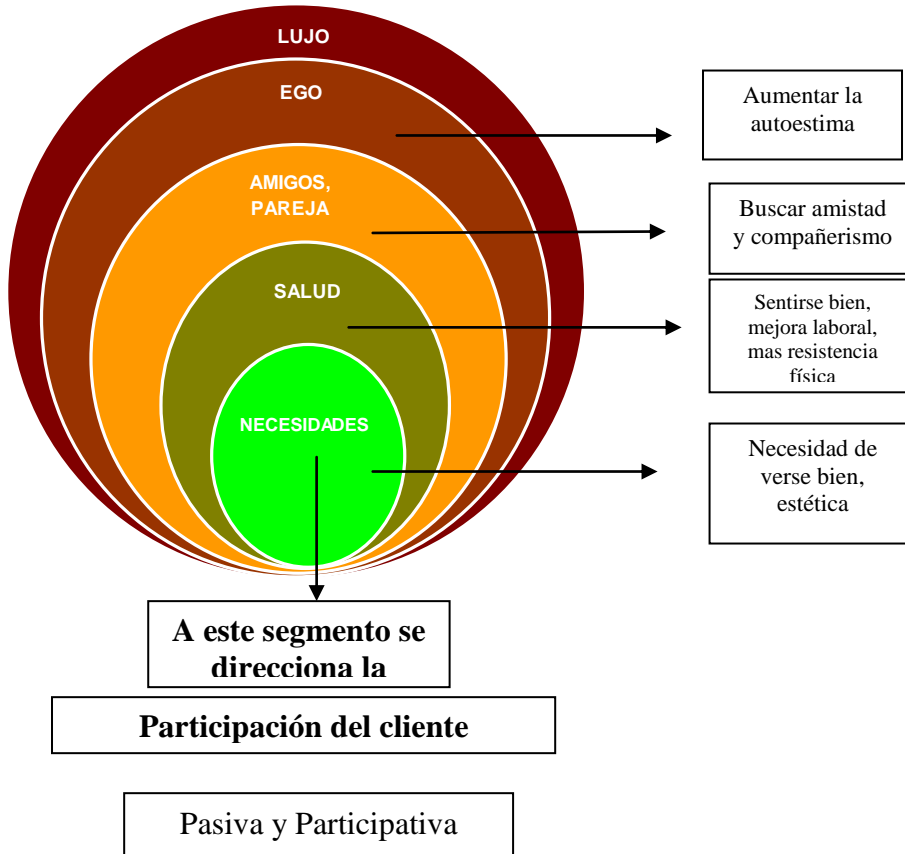 LUJO
EGO
AMIGOS,
PAREJA
SALUD
NECESIDADES
Aumentar la
autoestima
Buscar amistad
y compañerismo
Sentirse bien,
mejora laboral,
mas resistencia
física
Necesidad de
verse bien,
estética
A este segmento se
direcciona la
Participación del cliente
Pasiva y Participativa